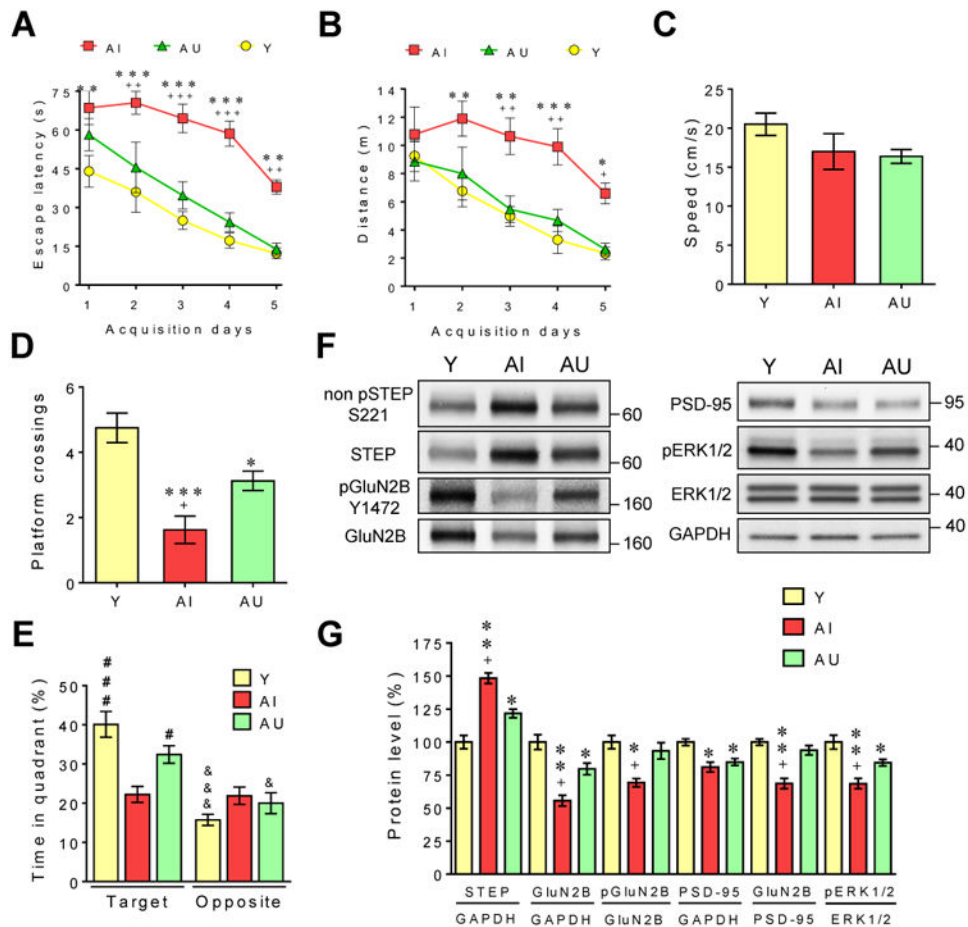 A
AI AU Y
Escape latency (s)
75
60
45
30
15
0
** *** *** *** **
++ +++ +++ ++
1 2 3 4 5
Acquisition days
B
AI AU Y
Distance (m)
14
12
10
8
6
4
2
0
** ** *** *
++ ++ +
1 2 3 4 5
Acquisition days
C
Speed (cm/s)
25
20
15
10
5
0
Y AI AU
D
Platform crossings
6
4
2
0
***
+
*
Y AI AU
E
Time in quadrant (%)
50
40
30
20
10
0
###
#
&&&
&
Y
AI
AU
Target Opposite
F
Y AI AU
non pSTEP
S221
60
STEP
60
pGluN2B
Y1472
160
GluN2B
160
Y AI AU
PSD-95
95
pERK1/2
40
ERK1/2
40
GAPDH
40
G
Y
AI
AU
Protein level (%)
175
150
125
100
75
50
25
0
**+ * **+ * *+ * * **+ **+ *
STEP GluN2B pGluN2B PSD-95 GluN2B pERK1/2
GAPDH GAPDH GluN2B GAPDH PSD-95 ERK1/2